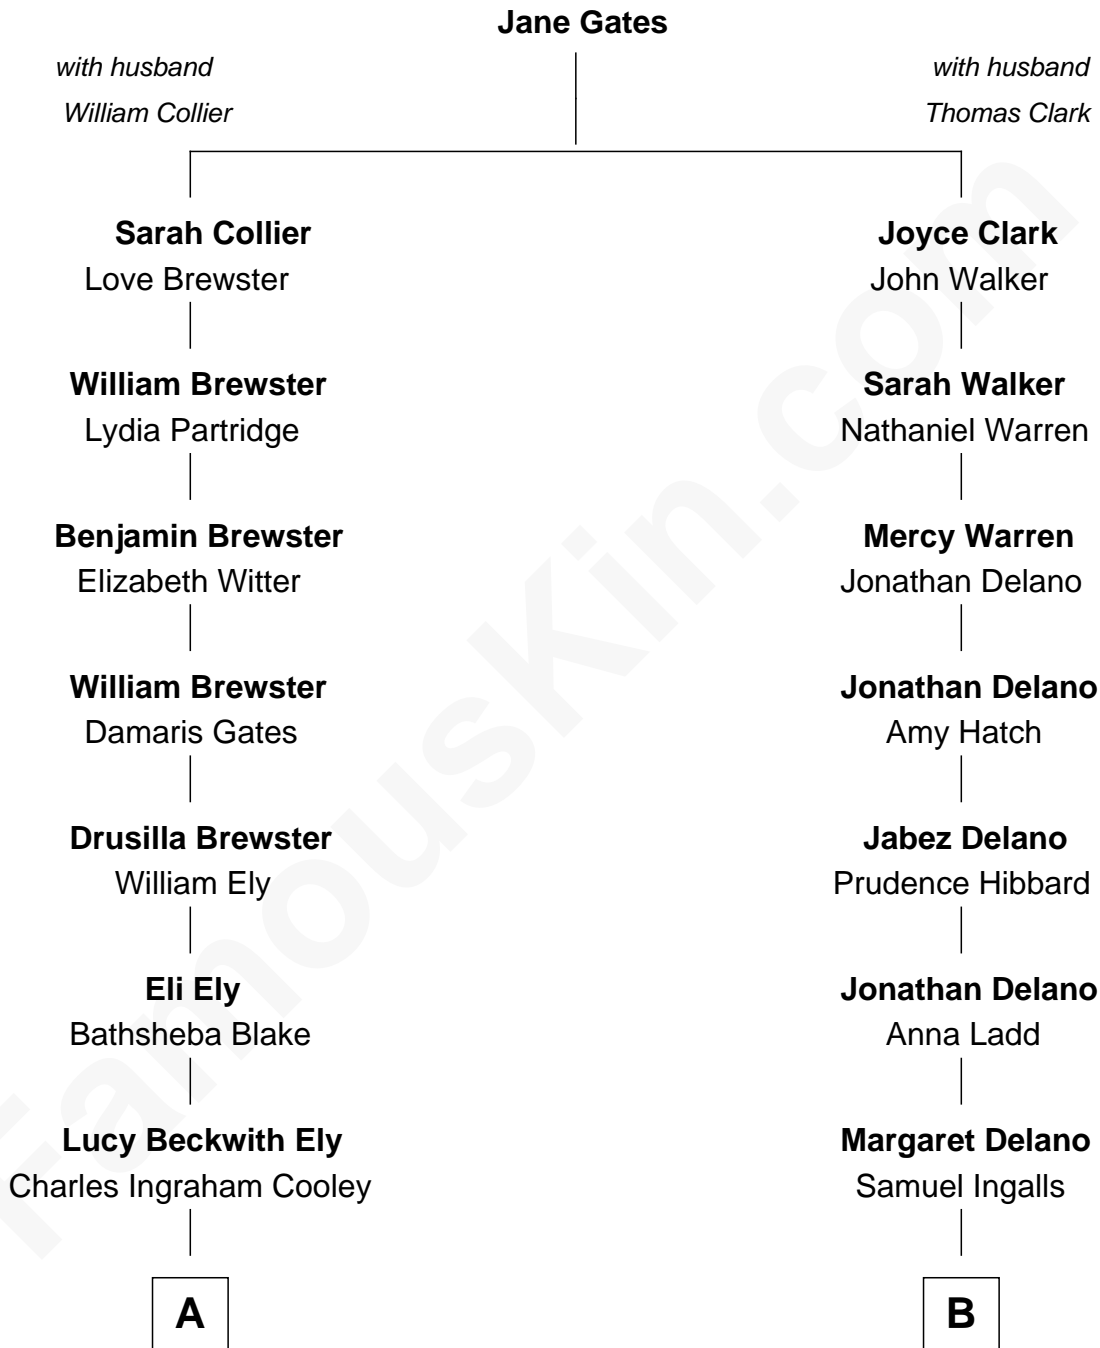 Jane Gates
with husband
William Collier
with husband
Thomas Clark
Sarah Collier
Love Brewster
William Brewster
Lydia Partridge
Benjamin Brewster
Elizabeth Witter
William Brewster
Damaris Gates
Drusilla Brewster
William Ely
Eli Ely
Bathsheba Blake
Lucy Beckwith Ely
Charles Ingraham Cooley
A
Joyce Clark
John Walker
Sarah Walker
Nathaniel Warren
Mercy Warren
Jonathan Delano
Jonathan Delano
Amy Hatch
Jabez Delano
Prudence Hibbard
Jonathan Delano
Anna Ladd
Margaret Delano
Samuel Ingalls
B
FamousKin.com